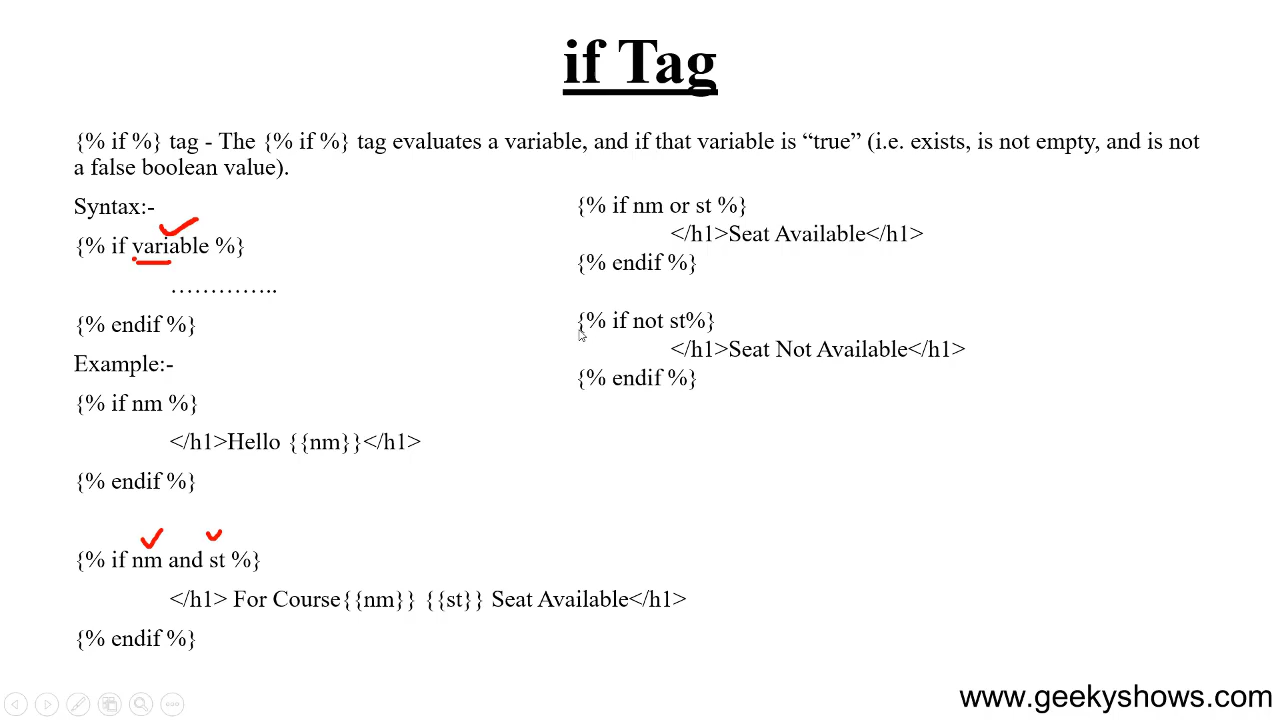 if Tag
{% if %} tag - The {% if %} tag evaluates a variable, and if that variable is “true” (i.e. exists, is not empty, and is not
a false boolean value).
Syntax:-
{% if variable %}
…………..
{% endif %}
Example:-
{% if nm %}
</h1>Hello {{nm}}</h1>
{% endif %}
{% if nm and st %}
</h1> For Course{{nm}} {{st}} Seat Available</h1>
{% endif %}
{% if nm or st %}
</h1>Seat Available</h1>
{% endif %}
{% if not st%}
</h1>Seat Not Available</h1>
{% endif %}
www.geekyshows.com